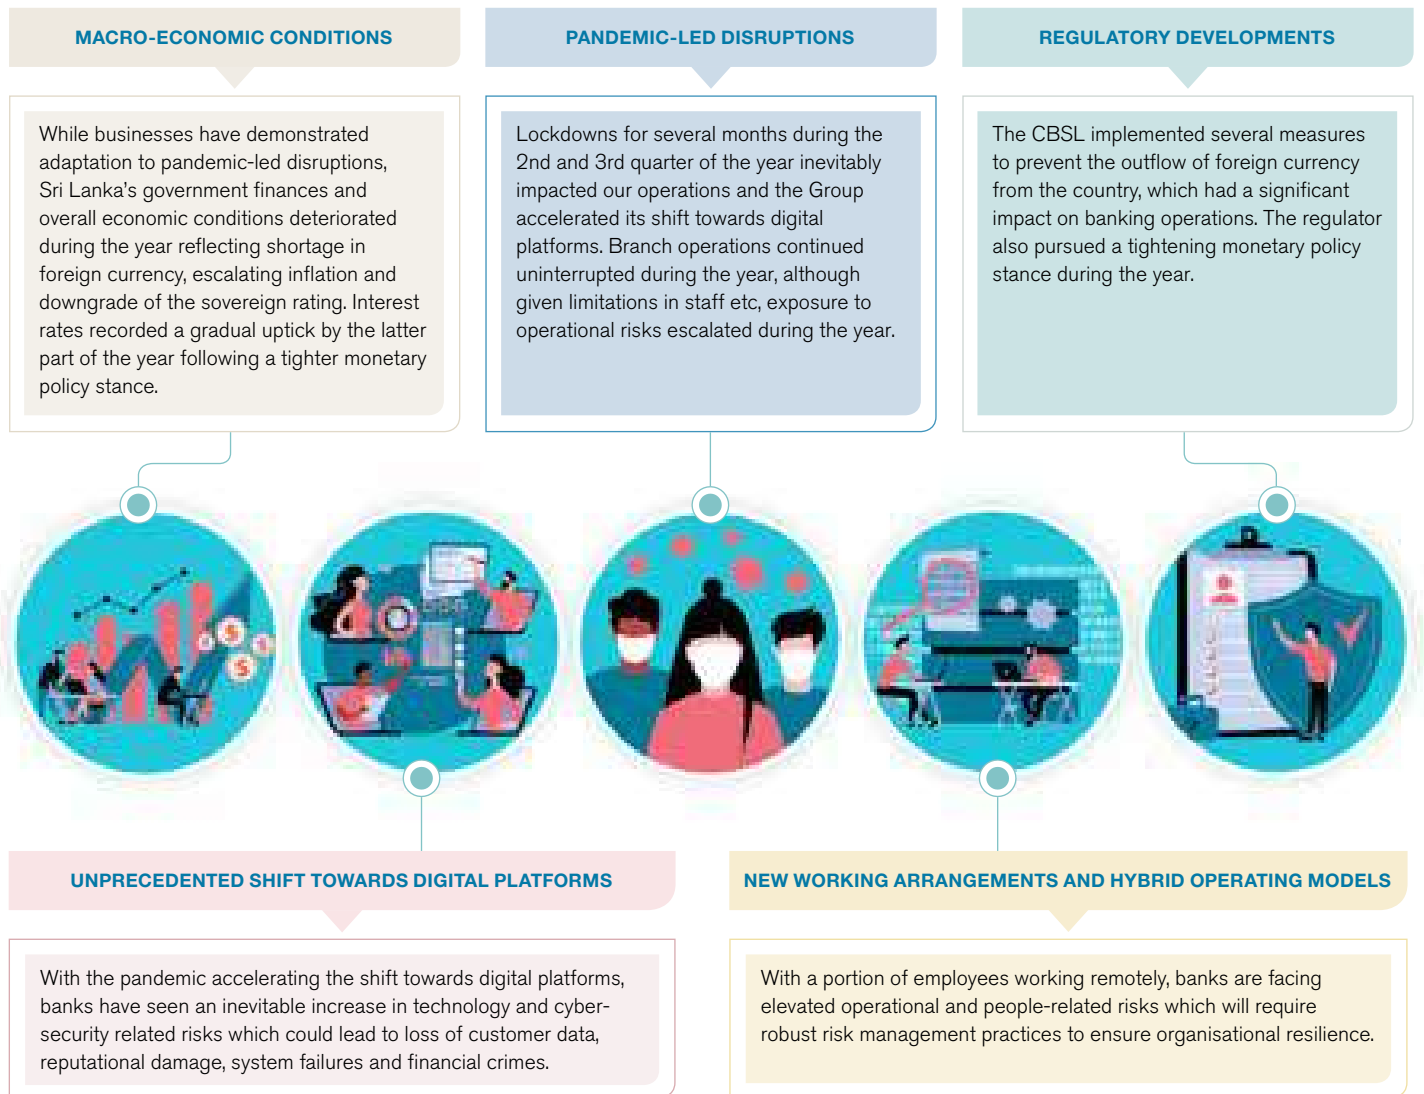 MACRO-ECONOMIC CONDITIONS
While businesses have demonstrated
adaptation to pandemic-led disruptions,
Sri Lanka's government finances and
overall economic conditions deteriorated
during the year reflecting shortage in
foreign currency, escalating inflation and
downgrade of the sovereign rating. Interest
rates recorded a gradual uptick by the latter
part of the year following a tighter monetary
policy stance.
PANDEMIC-LED DISRUPTIONS
Lockdowns for several months during the
2nd and 3rd quarter of the year inevitably
impacted our operations and the Group
accelerated its shift towards digital
platforms. Branch operations continued
uninterrupted during the year, although
given limitations in staff etc, exposure to
operational risks escalated during the year.
REGULATORY DEVELOPMENTS
The CBSL implemented several measures
to prevent the outflow of foreign currency
from the country, which had a significant
impact on banking operations. The regulator
also pursued a tightening monetary policy
stance during the year.
$
$
$
UNPRECEDENTED SHIFT TOWARDS DIGITAL PLATFORMS
With the pandemic accelerating the shift towards digital platforms,
banks have seen an inevitable increase in technology and cyber-
security related risks which could lead to loss of customer data,
reputational damage, system failures and financial crimes.
NEW WORKING ARRANGEMENTS AND HYBRID OPERATING MODELS
With a portion of employees working remotely, banks are facing
elevated operational and people-related risks which will require
robust risk management practices to ensure organisational resilience.